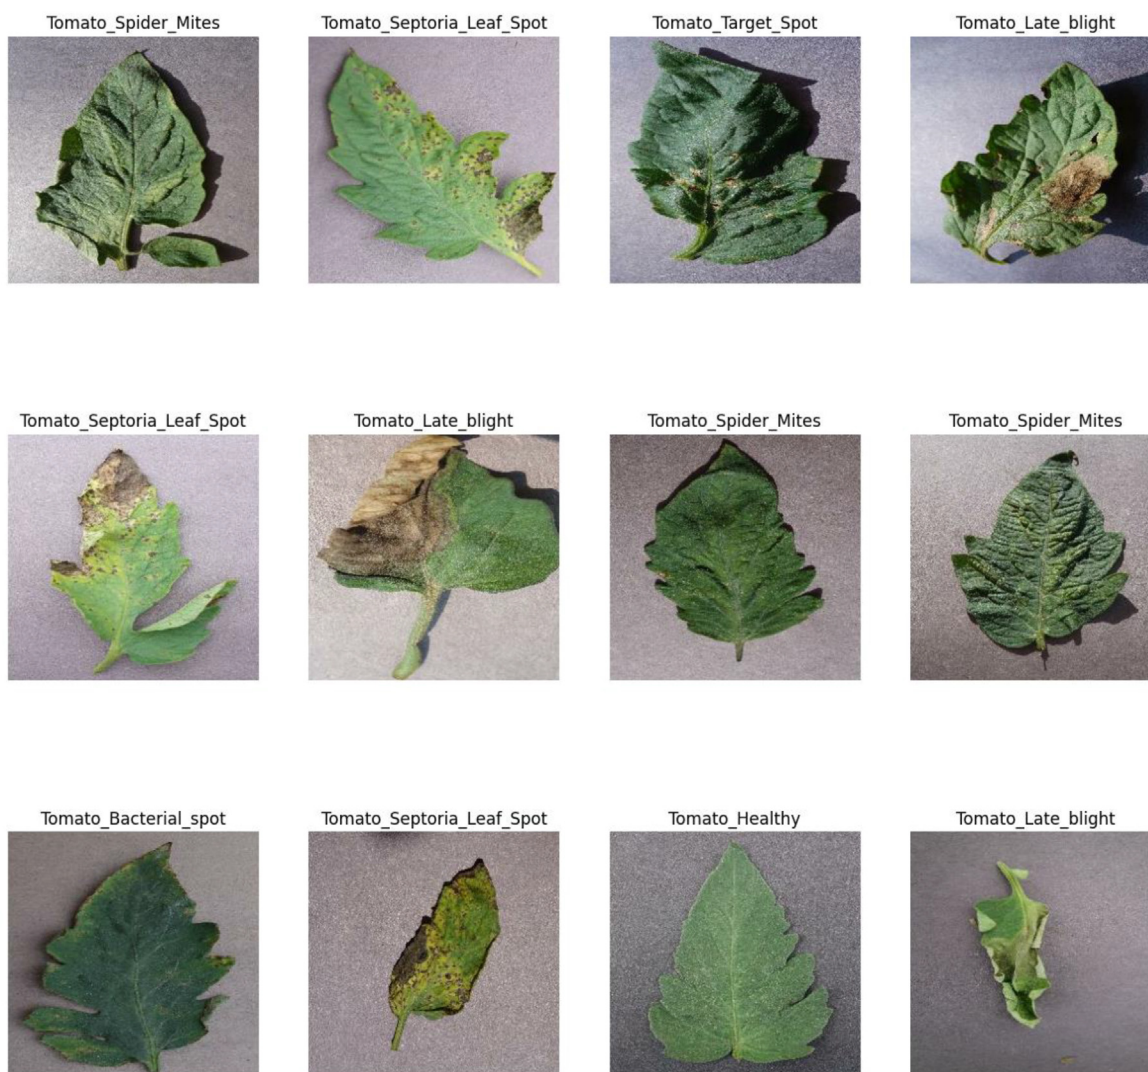 Tomato_Spider_Mites
Tomato_Septoria_Leaf_Spot
Tomato_Target_Spot
Tomato_Late_blight
Tomato_Septoria_Leaf_Spot
Tomato_Late_blight
Tomato_Spider_Mites
Tomato_Spider_Mites
Tomato_Bacterial_spot
Tomato_Septoria_Leaf_Spot
Tomato_Healthy
Tomato_Late_blight